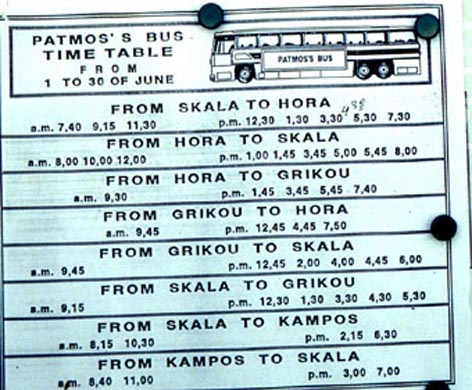 PATMOS'S BUS
TIME TABLE
FROM
1 TO 30 OF JUNE
PATMOS'S BUS
FROM SKALA TO HORA
a.m. 7,40 9,15 11,30 p.m. 12,30 1,30 3,30 438 5,30 7,30
FROM HORA TO SKALA
a.m. 8,00 10,00 12,00 p.m. 1,00 1,45 3,45 5,00 5,45 8,00
FROM HORA TO GRIKOU
a.m. 9,30 p.m. 1,45 3,45 5,45 7,40
FROM GRIKOU TO HORA
a.m. 9,45 p.m. 12,45 4,45 7,50
FROM GRIKOU TO SKALA
a.m. 9,45 p.m. 12,45 2,00 4,00 4,45 6,00
FROM SKALA TO GRIKOU
a.m. 9,15 p.m. 12,30 1,30 3,30 4,30 5,30
FROM SKALA TO KAMPOS
a.m. 8,15 10,30 p.m. 2,15 6,30
FROM KAMPOS TO SKALA
a.m. 8,40 11,00 p.m. 3,00 7,00